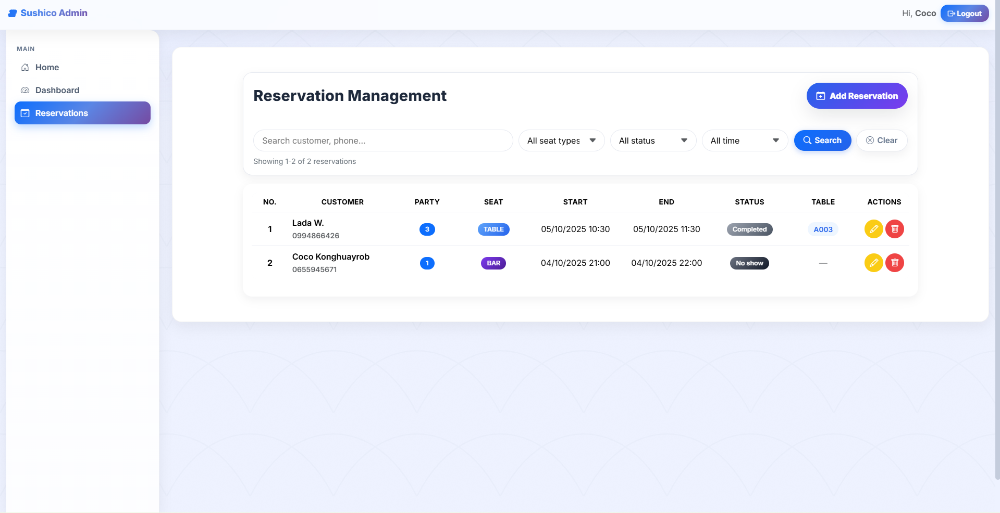 Sushico Admin
Hi, Coco
Logout
MAIN
Home
Dashboard
Reservations
Reservation Management
Add Reservation
Search customer, phone...
All seat types
All status
All time
Search
Clear
Showing 1-2 of 2 reservations
NO. CUSTOMER PARTY SEAT START END STATUS TABLE ACTIONS
1 Lada W. 3 TABLE 05/10/2025 10:30 05/10/2025 11:30 Completed A003
0994866426
2 Coco Konghuayrob 1 BAR 04/10/2025 21:00 04/10/2025 22:00 No show —
0655945671